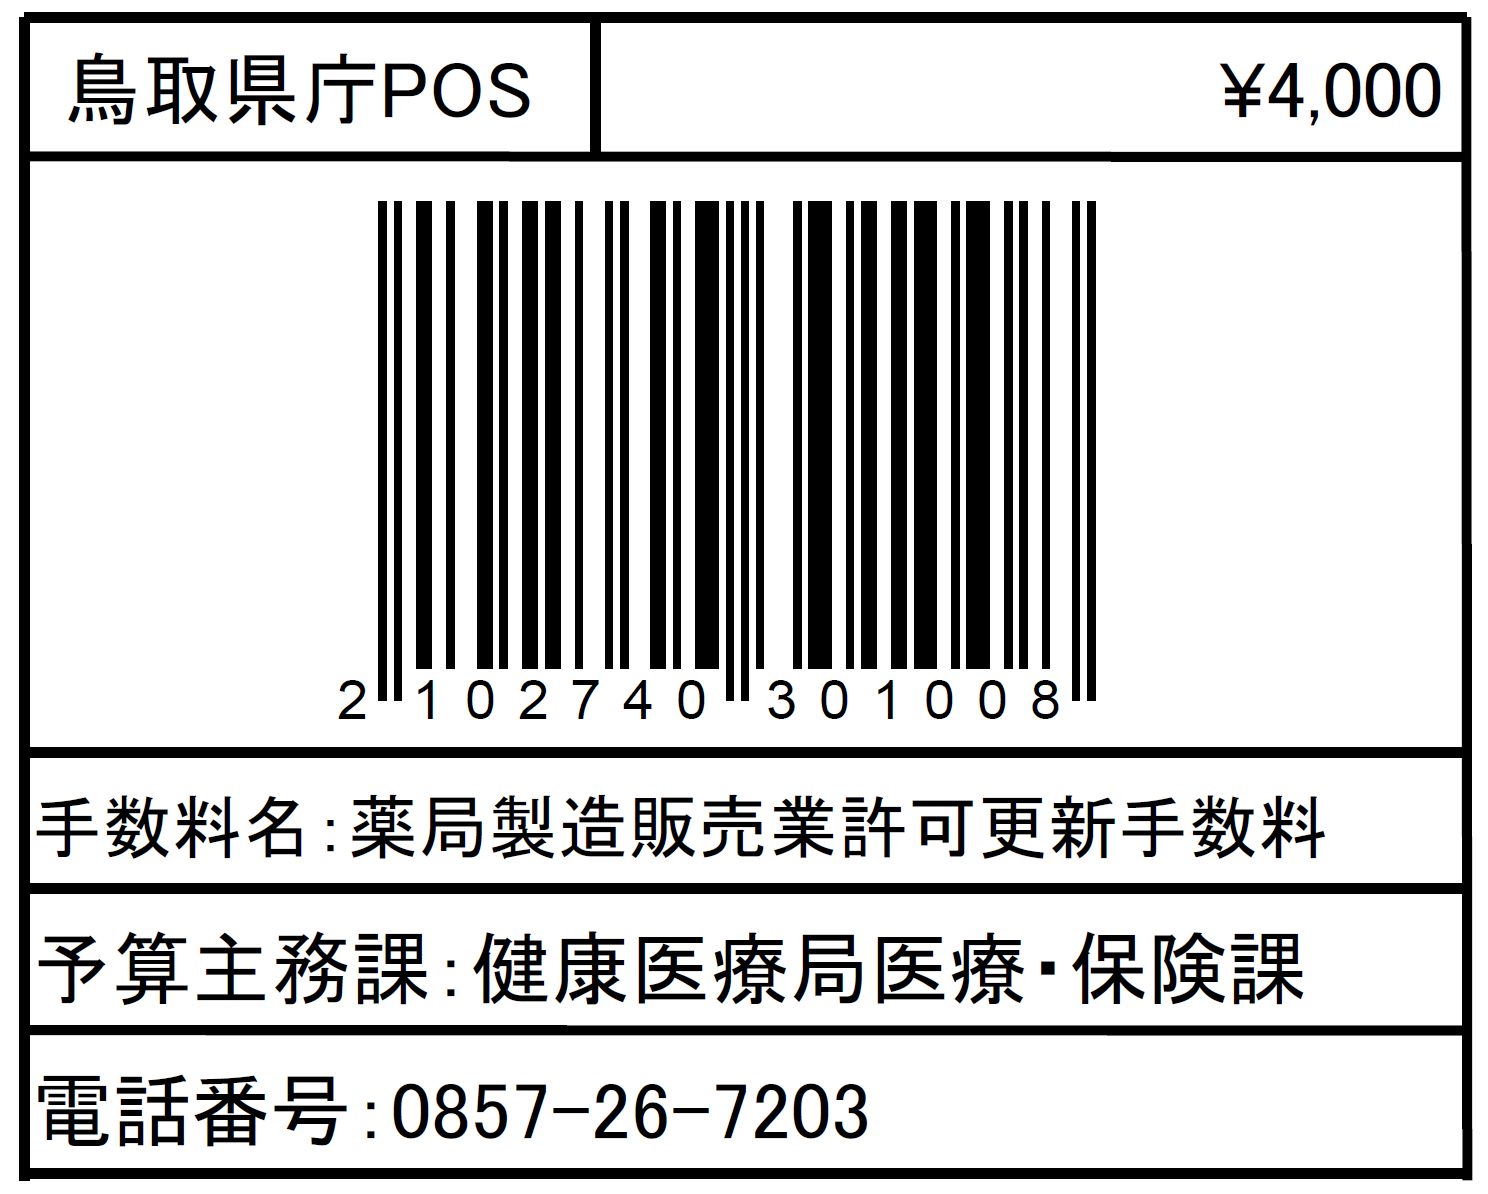 鳥取県庁POS
¥4,000
2 102740 301008
手数料名:薬局製造販売業許可更新手数料
予算主務課:健康医療局医療・保険課
電話番号:0857-26-7203